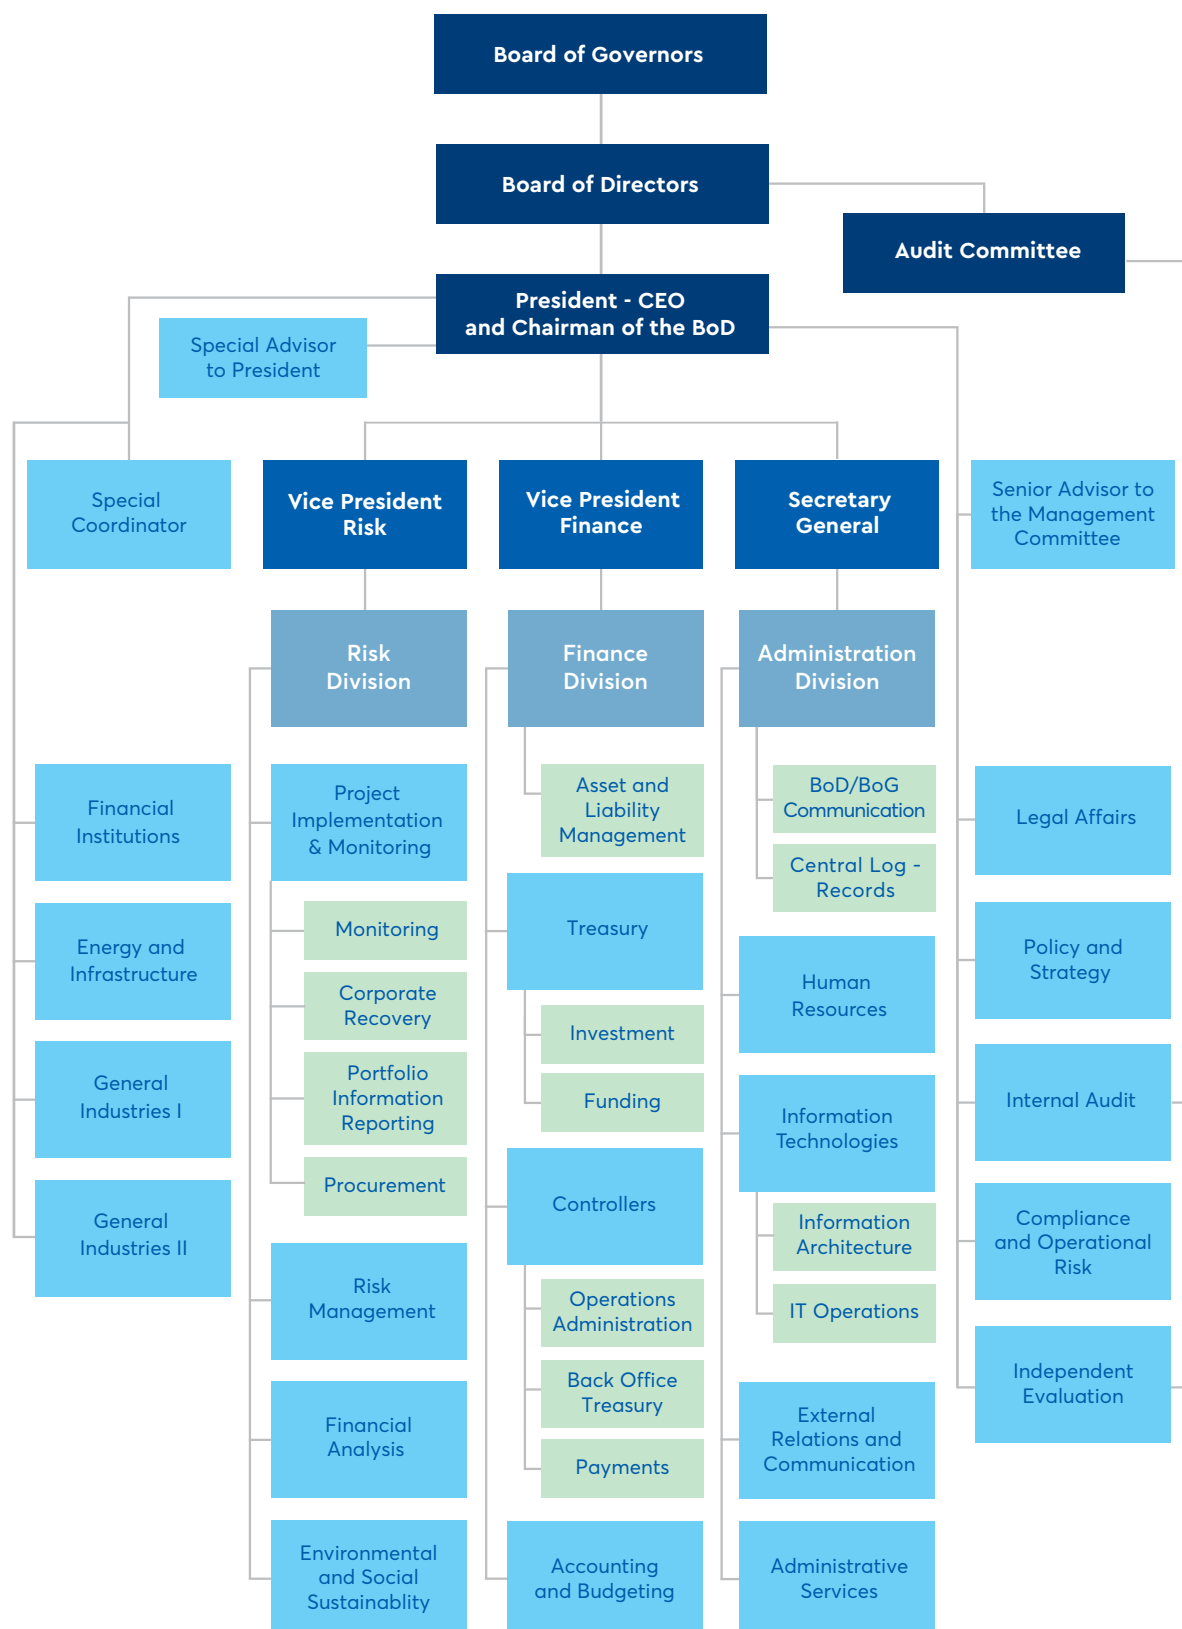 Board of Governors
Board of Directors
Audit Committee
President - CEO
and Chairman of the BoD
Special Advisor
to President
Special
Coordinator
Vice President
Risk
Vice President
Finance
Secretary
General
Senior Advisor to
the Management
Committee
Risk
Division
Finance
Division
Administration
Division
Financial
Institutions
Energy and
Infrastructure
General
Industries I
General
Industries II
Project
Implementation
& Monitoring
Monitoring
Corporate
Recovery
Portfolio
Information
Reporting
Procurement
Risk
Management
Financial
Analysis
Environmental
and Social
Sustainablity
Asset and
Liability
Management
Treasury
Investment
Funding
Controllers
Operations
Administration
Back Office
Treasury
Payments
Accounting
and Budgeting
BoD/BoG
Communication
Central Log -
Records
Human
Resources
Information
Technologies
Information
Architecture
IT Operations
External
Relations and
Communication
Administrative
Services
Legal Affairs
Policy and
Strategy
Internal Audit
Compliance
and Operational
Risk
Independent
Evaluation